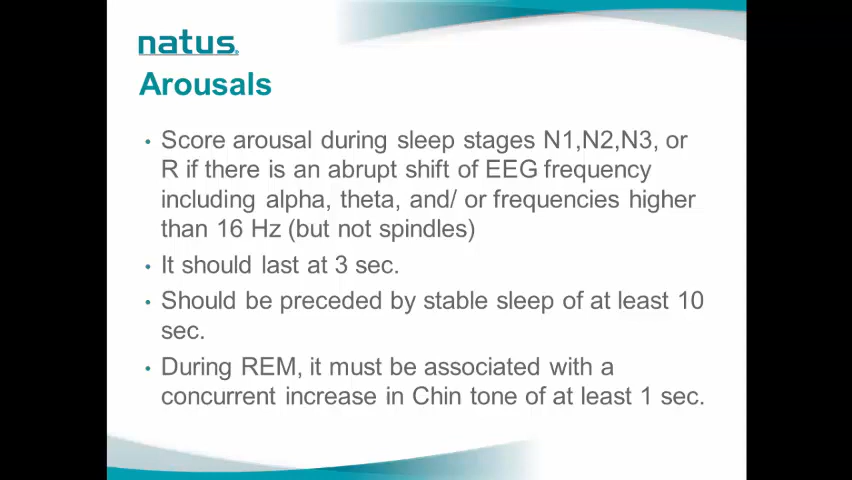 natus®
Arousals
• Score arousal during sleep stages N1,N2,N3, or
R if there is an abrupt shift of EEG frequency
including alpha, theta, and/ or frequencies higher
than 16 Hz (but not spindles)
• It should last at 3 sec.
• Should be preceded by stable sleep of at least 10
sec.
• During REM, it must be associated with a
concurrent increase in Chin tone of at least 1 sec.